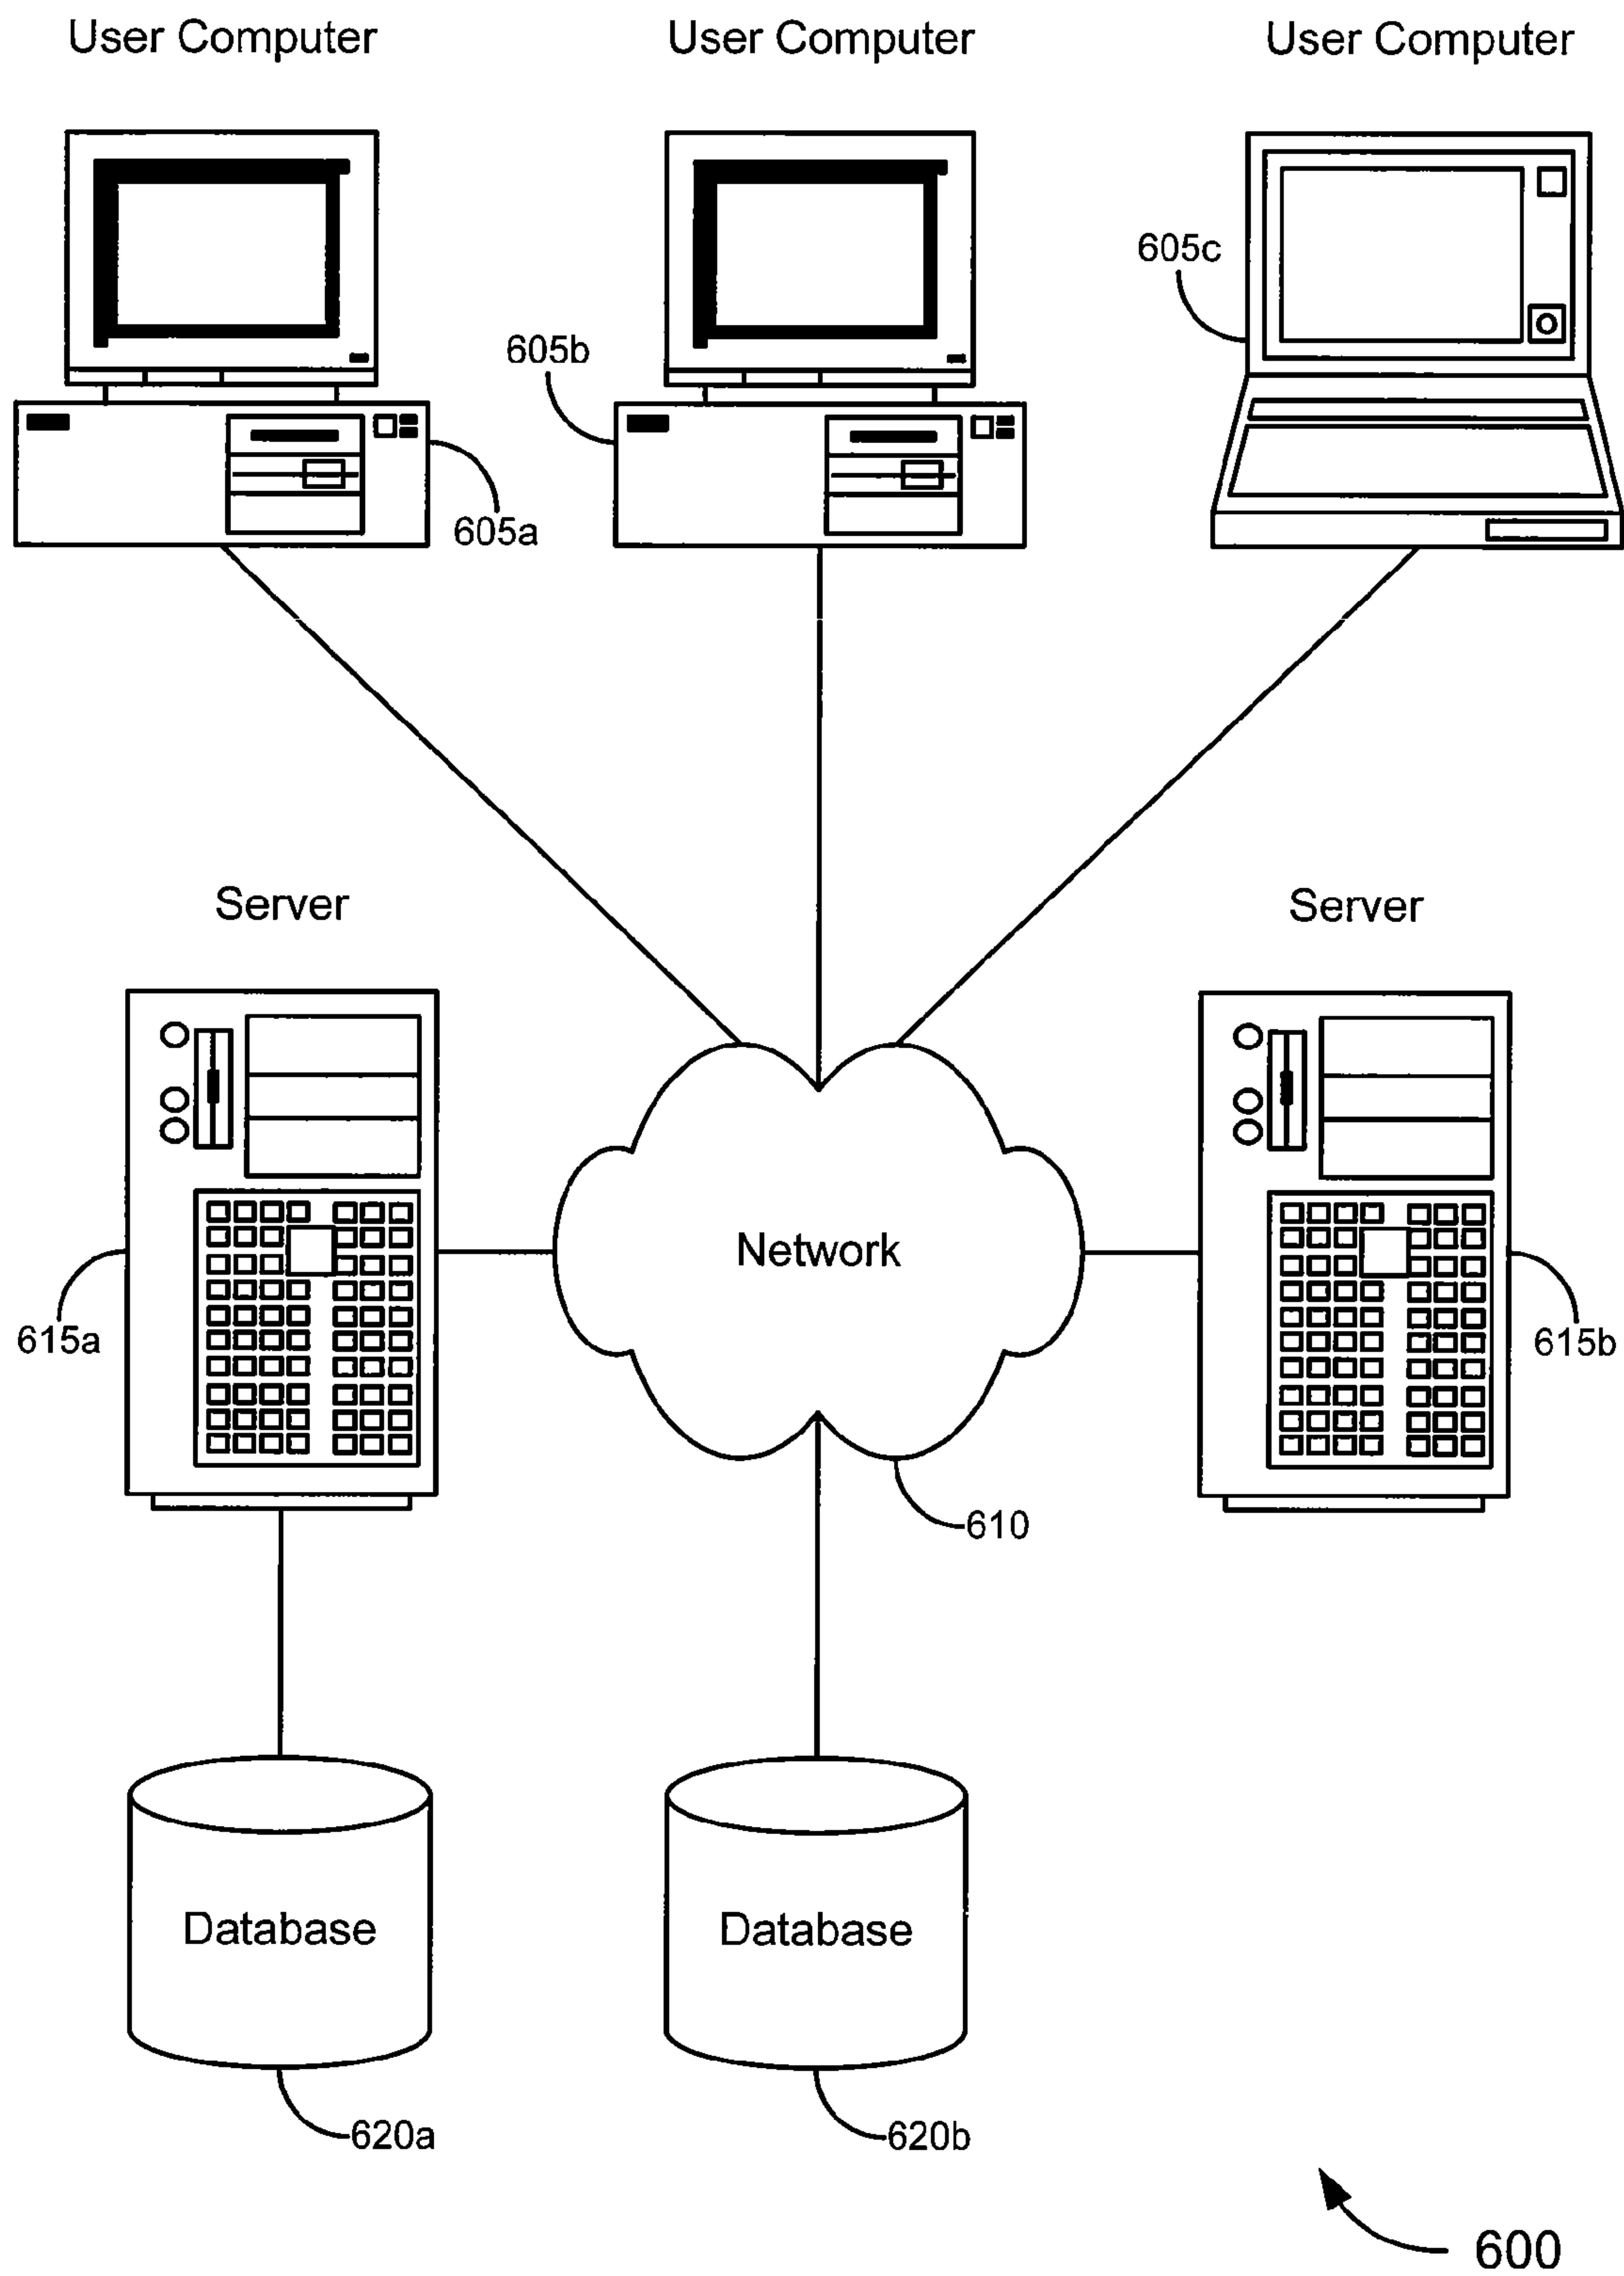 User Computer
User Computer
User Computer
605c
605b
605a
Server
Server
Network
615a
615b
610
Database
Database
620a
620b
600